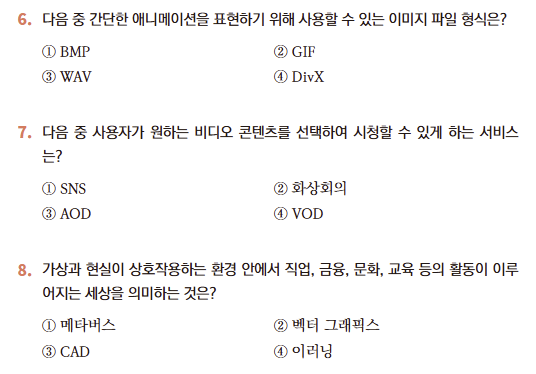 6. 다음 중 간단한 애니메이션을 표현하기 위해 사용할 수 있는 이미지 파일 형식은?
① BMP ② GIF
③ WAV ④ DivX
7. 다음 중 사용자가 원하는 비디오 콘텐츠를 선택하여 시청할 수 있게 하는 서비스
는?
① SNS ② 화상회의
③ AOD ④ VOD
8. 가상과 현실이 상호작용하는 환경 안에서 직업, 금융, 문화, 교육 등의 활동이 이루
어지는 세상을 의미하는 것은?
① 메타버스 ② 벡터 그래픽스
③ CAD ④ 이러닝